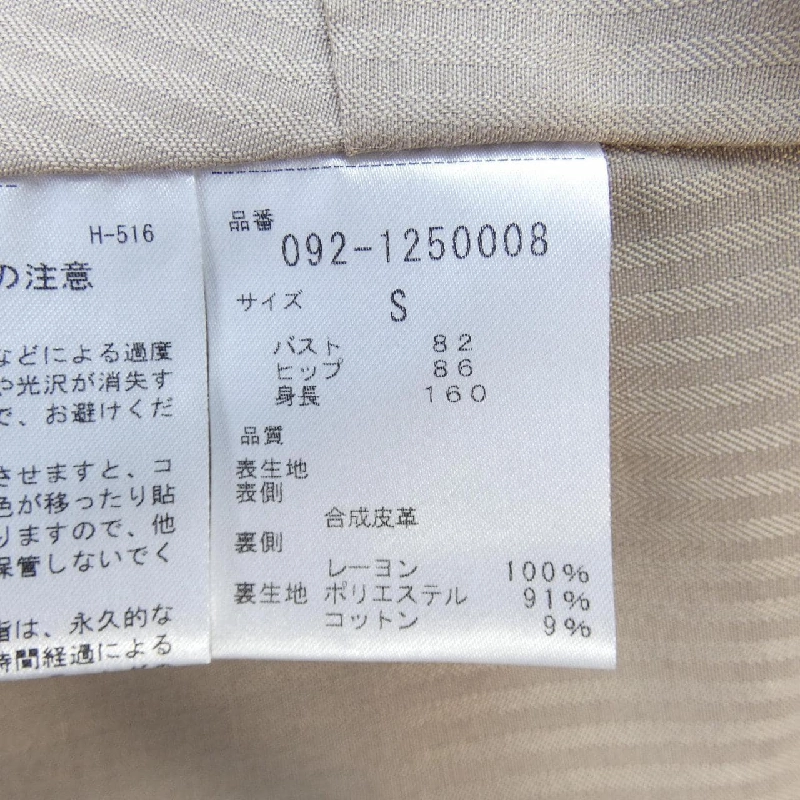 H-516
の注意
などによる過度
や光沢が消失す
で、お避けくだ
させますと、コ
色が移ったり貼
りますので、他
保管しないでく
脂は、永久的な
時間経過による
品番
092-1250008
サイズ S
バスト 82
ヒップ 86
身長 160
品質
表生地
表側
合成皮革
裏側
レーヨン 100%
裏生地 ポリエステル 91%
コットン 9%